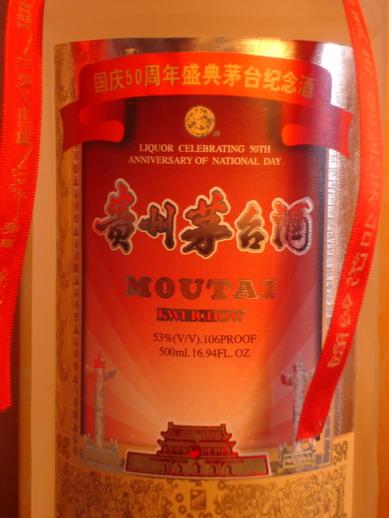 国庆50周年盛典茅台纪念酒
LIQUOR CELEBRATING 50TH
ANNIVERSARY OF NATIONAL DAY
贵州茅台酒
MOUTAI
KWEICHOW
53%(V/V).106PROOF
500ml.16.94FL. OZ